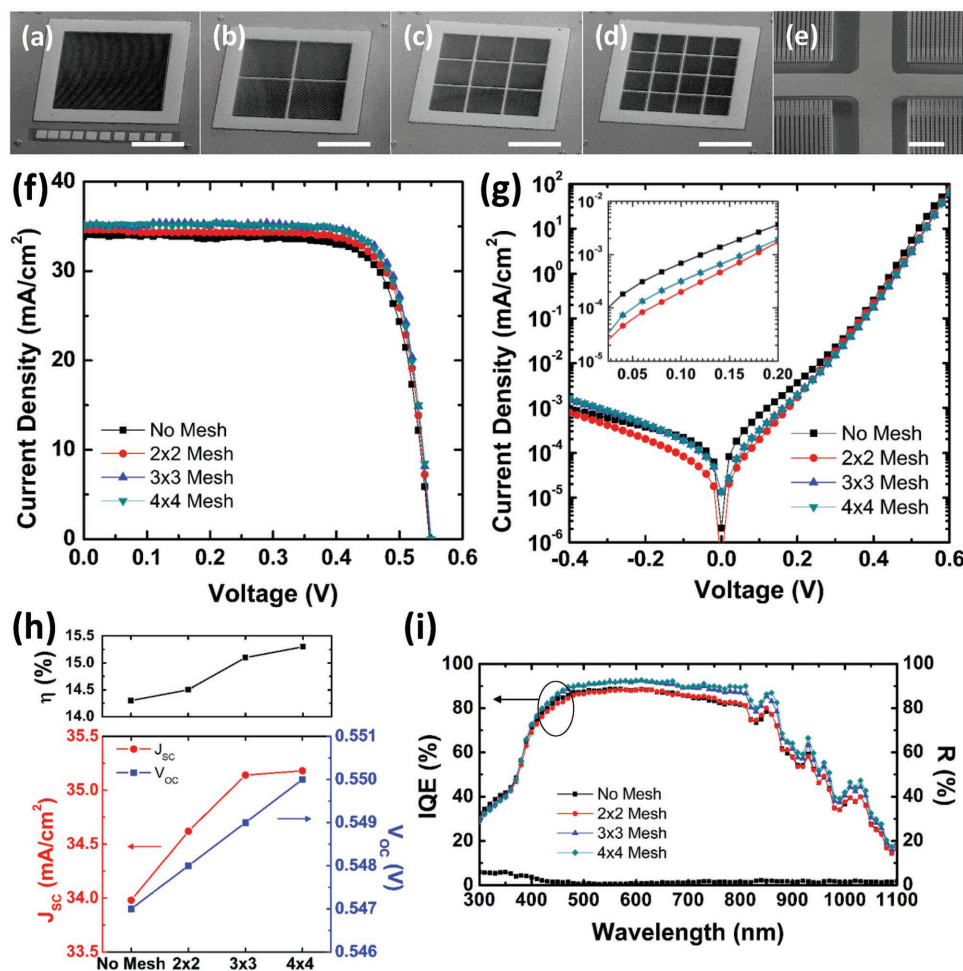 (a) (b) (c) (d) (e)
(f)
40
30
20
10
0
0.0 0.1 0.2 0.3 0.4 0.5 0.6
Current Density (mA/cm²)
Voltage (V)
No Mesh
2x2 Mesh
3x3 Mesh
4x4 Mesh
(g)
10²
10¹
10⁰
10⁻¹
10⁻²
10⁻³
10⁻⁴
10⁻⁵
10⁻⁶
-0.4 -0.2 0.0 0.2 0.4 0.6
Current Density (mA/cm²)
Voltage (V)
10⁻²
10⁻³
10⁻⁴
10⁻⁵
0.05 0.10 0.15 0.20
No Mesh
2x2 Mesh
3x3 Mesh
4x4 Mesh
(h)
η (%)
15.5
15.0
14.5
14.0
35.5
35.0
34.5
34.0
33.5
J_SC (mA/cm²)
J_SC
V_OC
0.551
0.550
0.549
0.548
0.547
0.546
V_OC (V)
No Mesh 2x2 3x3 4x4
(i)
100
80
60
40
20
0
IQE (%)
No Mesh
2x2 Mesh
3x3 Mesh
4x4 Mesh
100
80
60
40
20
0
R (%)
300 400 500 600 700 800 900 1000 1100
Wavelength (nm)